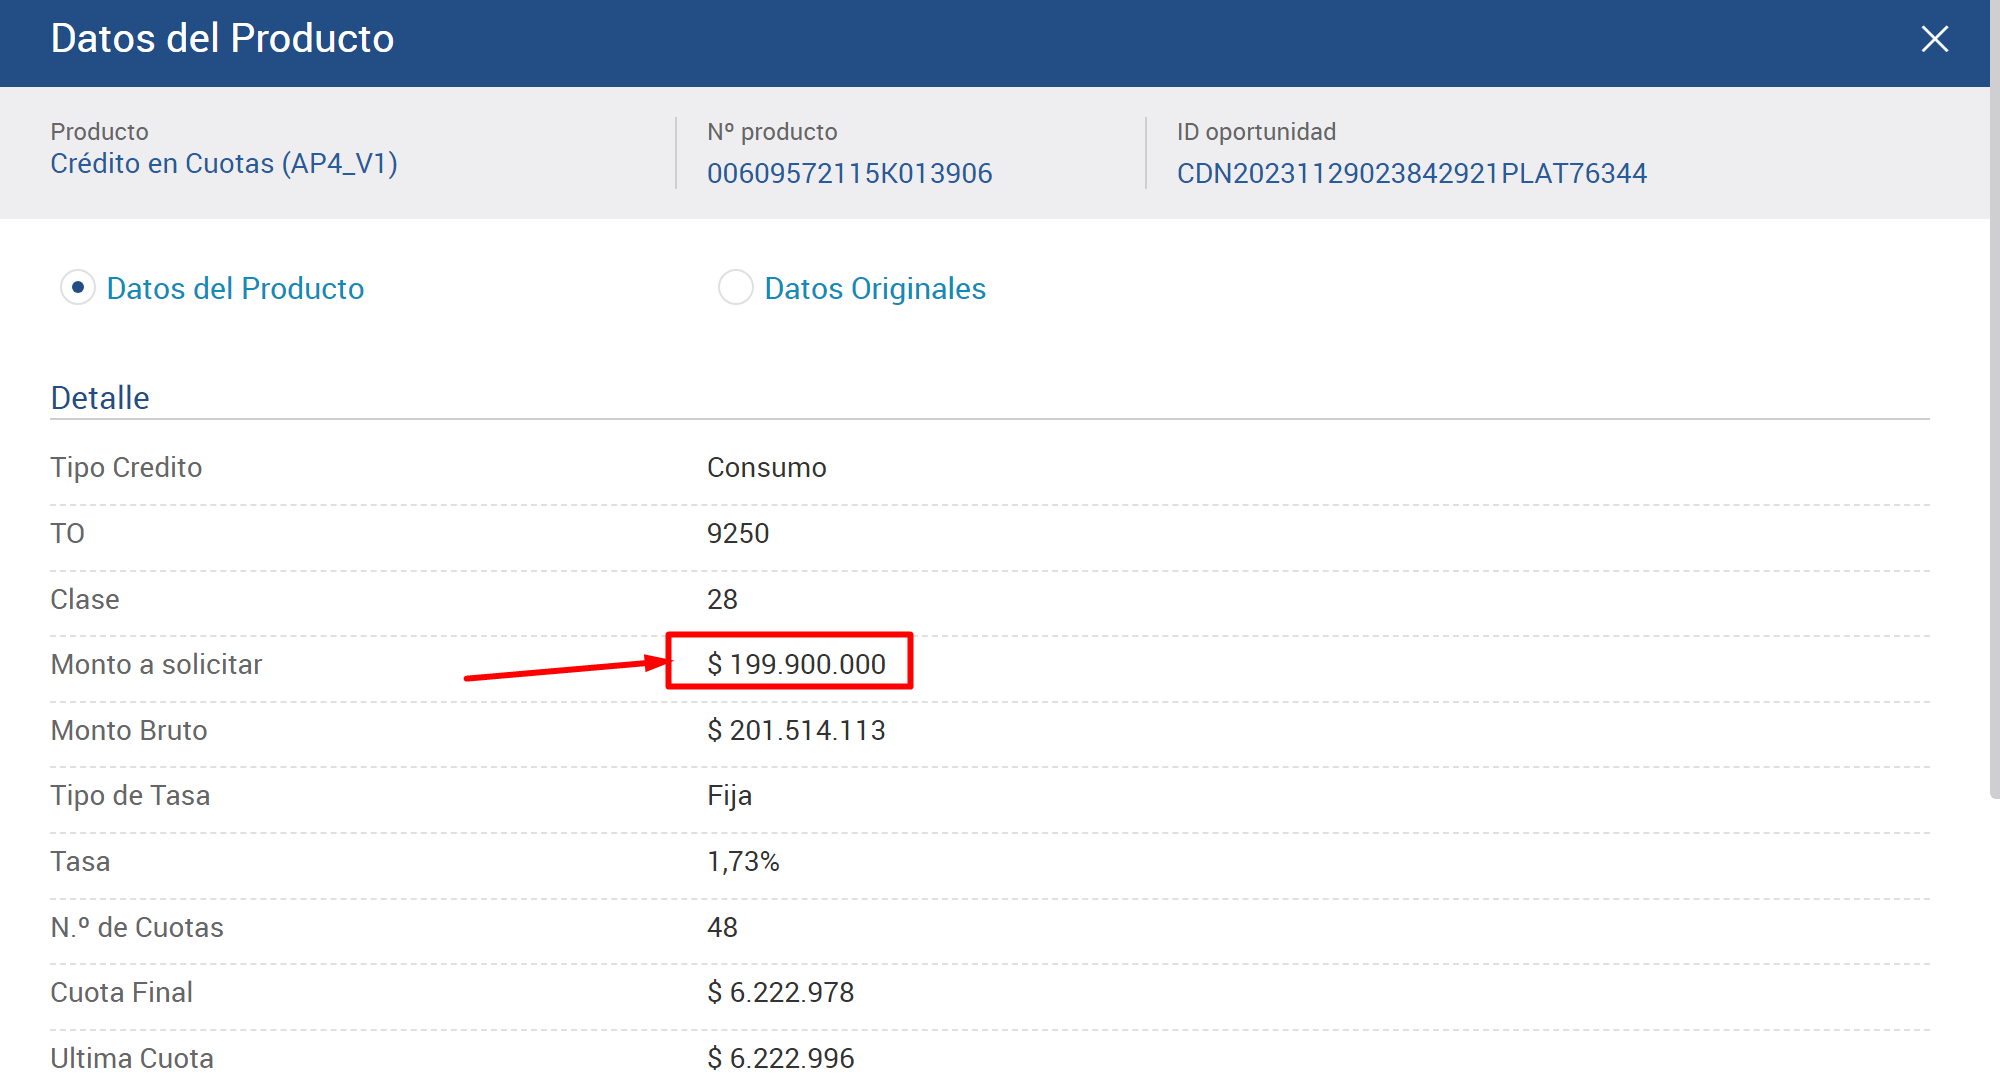 Datos del Producto
Producto
Crédito en Cuotas (AP4_V1)
Nº producto
00609572115K013906
ID oportunidad
CDN20231129023842921PLAT76344
Datos del Producto
Datos Originales
Detalle
Tipo Credito Consumo
TO 9250
Clase 28
Monto a solicitar $ 199.900.000
Monto Bruto $ 201.514.113
Tipo de Tasa Fija
Tasa 1,73%
N.º de Cuotas 48
Cuota Final $ 6.222.978
Ultima Cuota $ 6.222.996